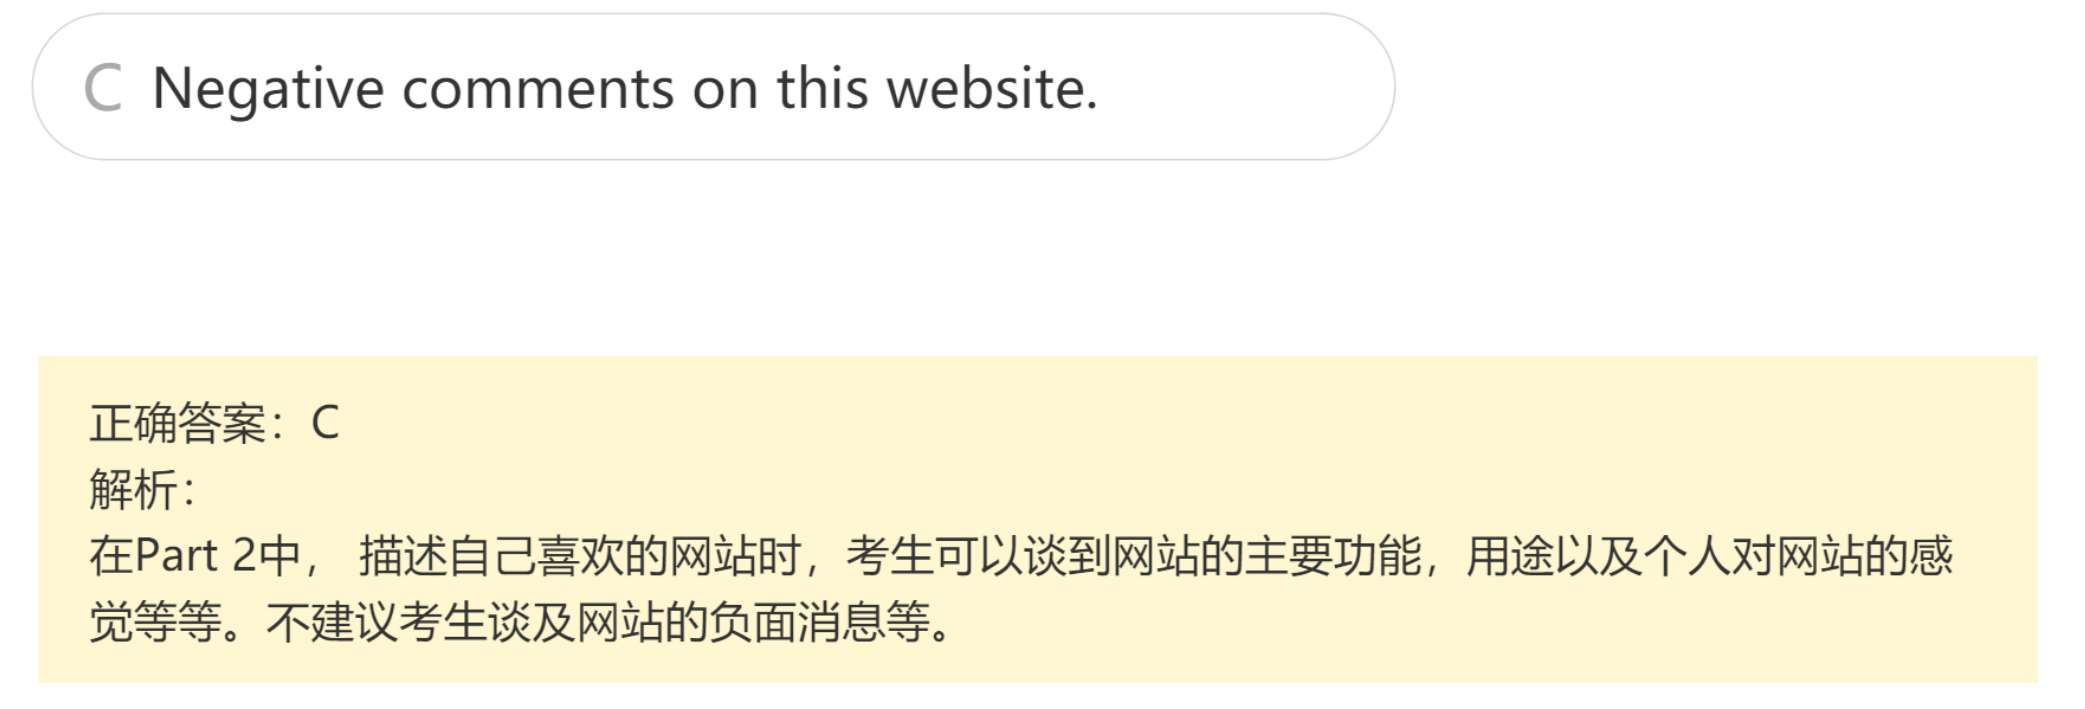 C Negative comments on this website.
正确答案：C
解析：
在Part 2中， 描述自己喜欢的网站时，考生可以谈到网站的主要功能，用途以及个人对网站的感
觉等等。不建议考生谈及网站的负面消息等。